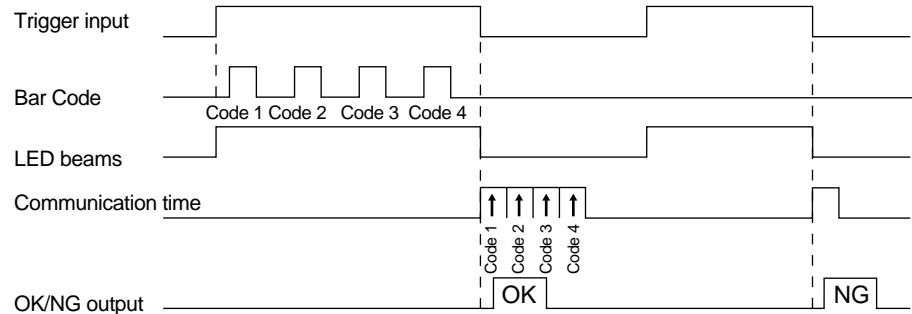 Trigger input
Bar Code
Code 1 Code 2 Code 3 Code 4
LED beams
Communication time
Code 1
Code 2
Code 3
Code 4
OK/NG output
OK
NG